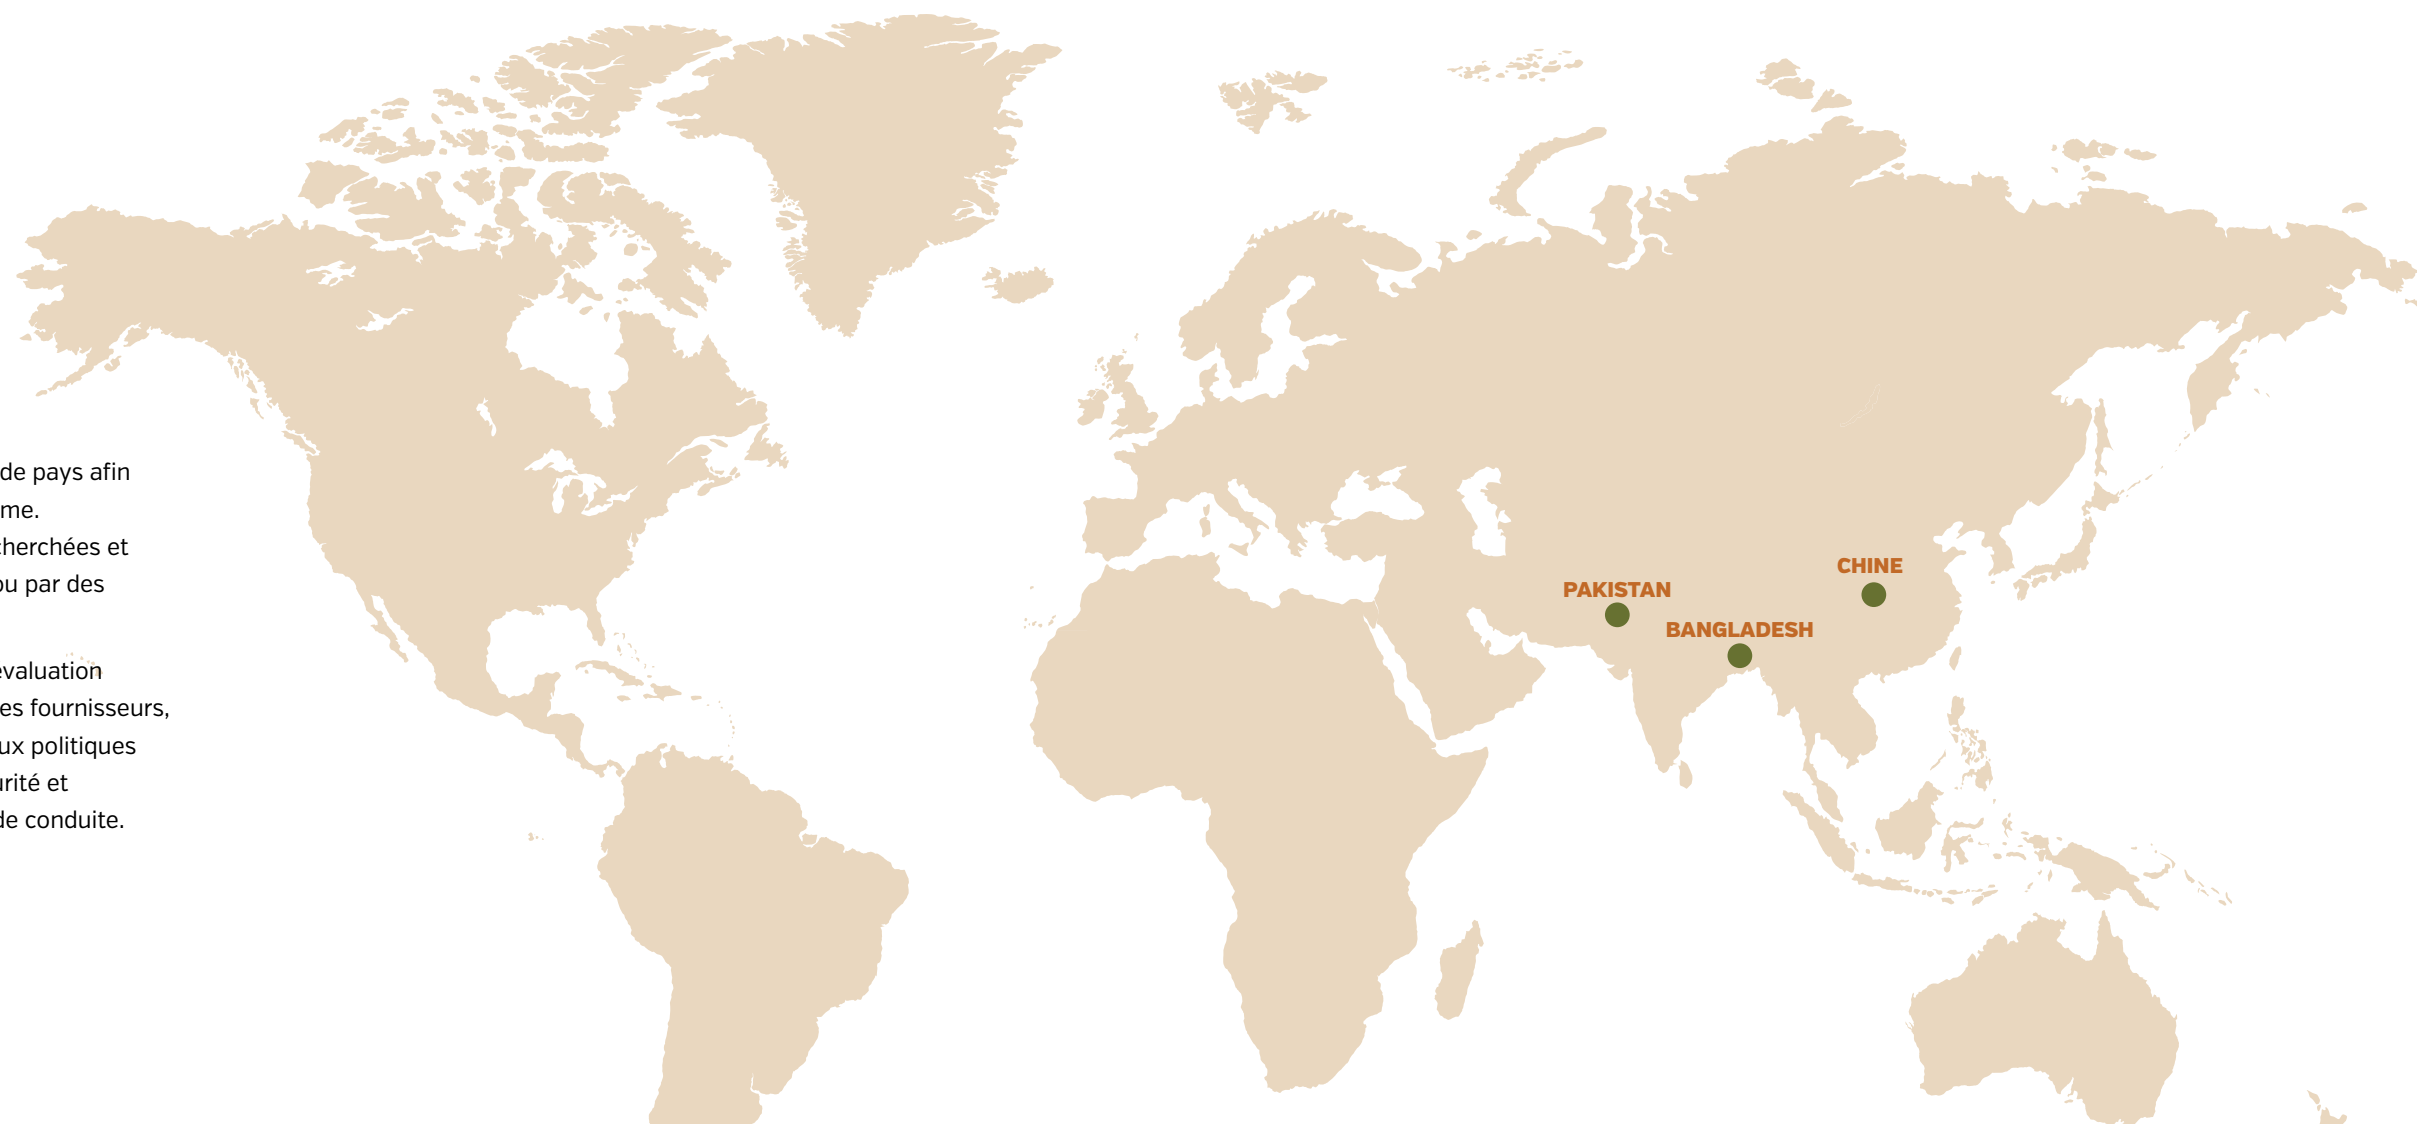 de pays afin
me.
cherchées et
ou par des
évaluation
es fournisseurs,
ux politiques
urité et
de conduite.
CHINE
PAKISTAN
BANGLADESH